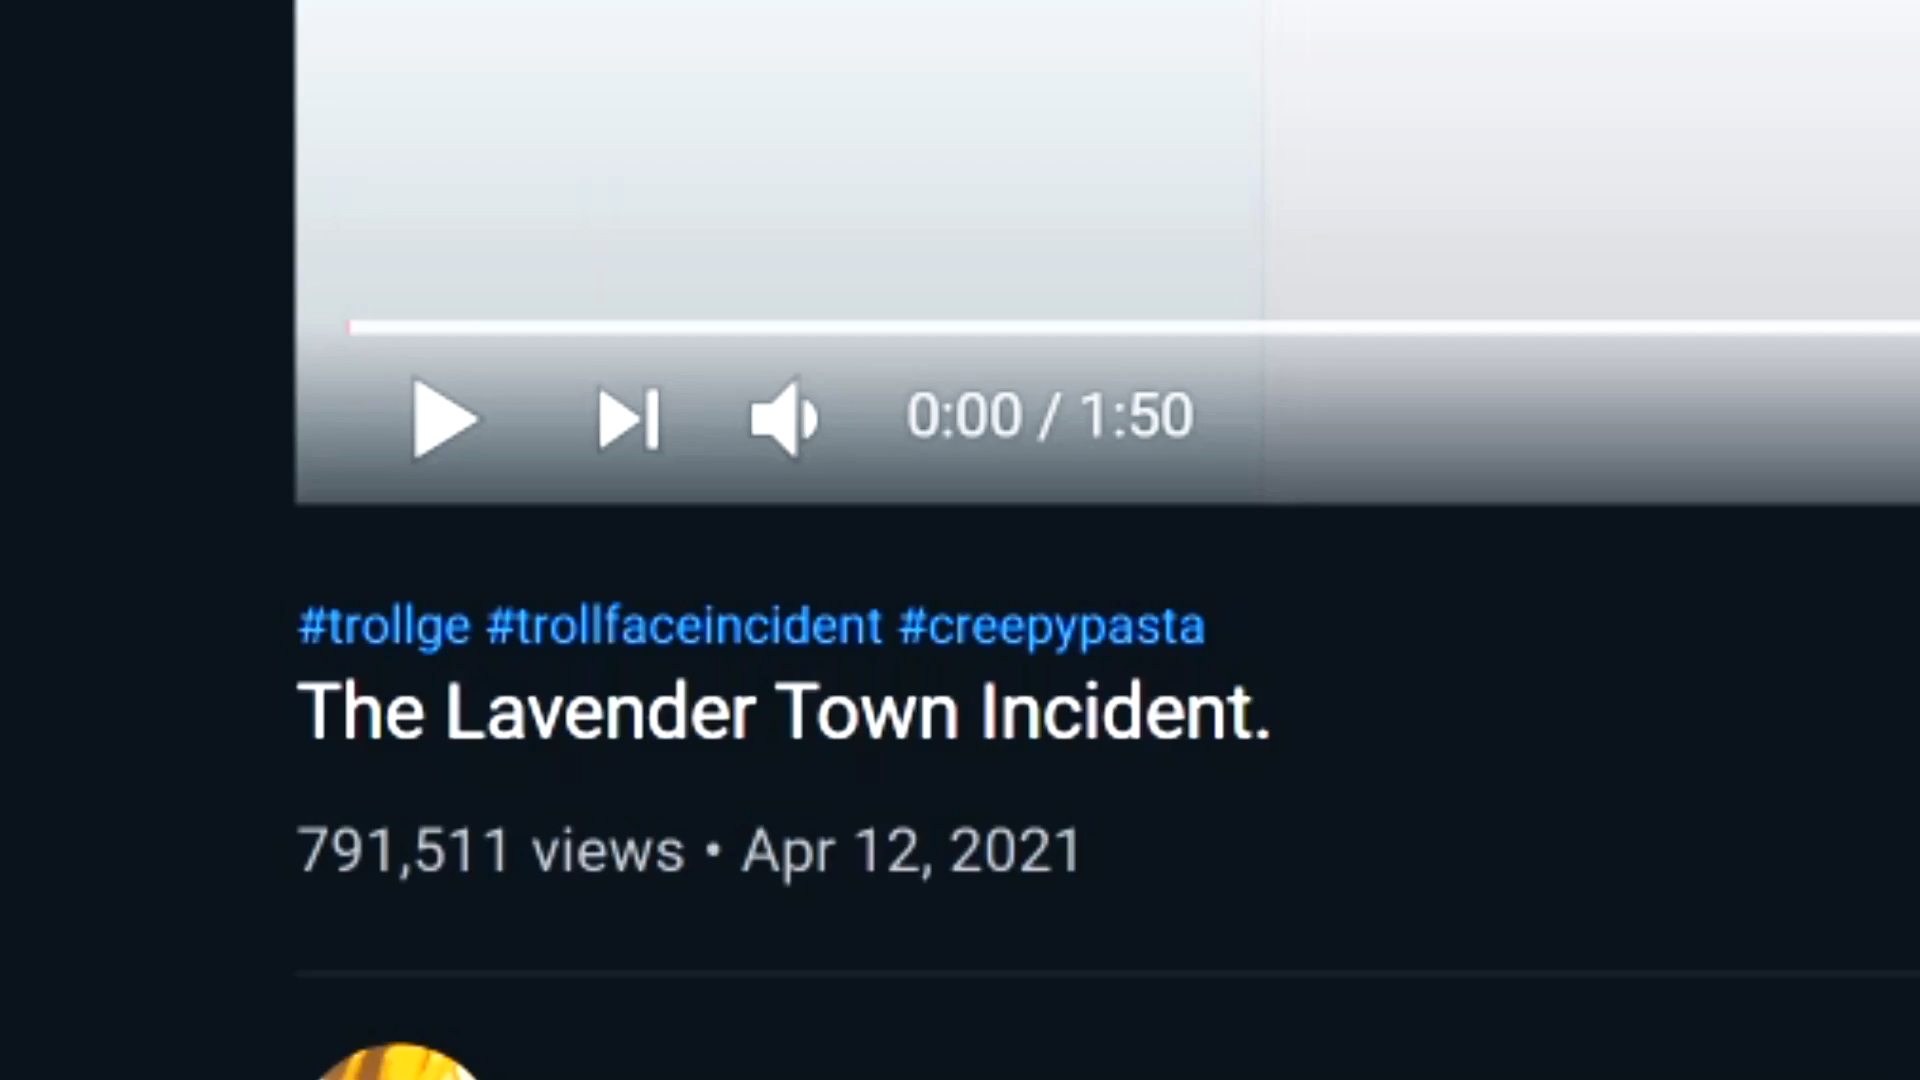 0:00 / 1:50
#trollge #trollfaceincident #creepypasta
The Lavender Town Incident.
791,511 views • Apr 12, 2021